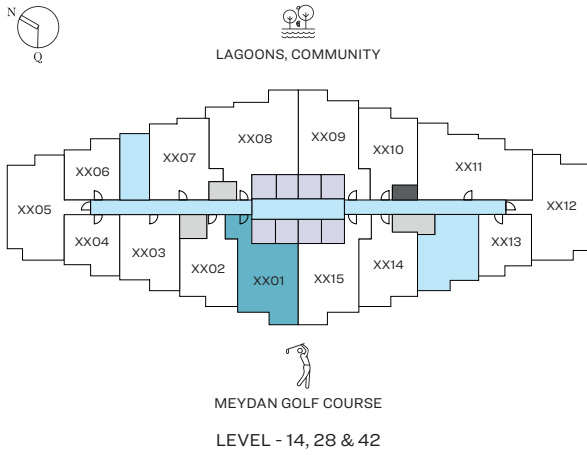 N
Q
LAGOONS, COMMUNITY
XX08
XX09
XX07
XX10
XX06
XX11
XX05
XX12
XX04
XX03
XX13
XX02
XX14
XX01
XX15
MEYDAN GOLF COURSE
LEVEL - 14, 28 & 42